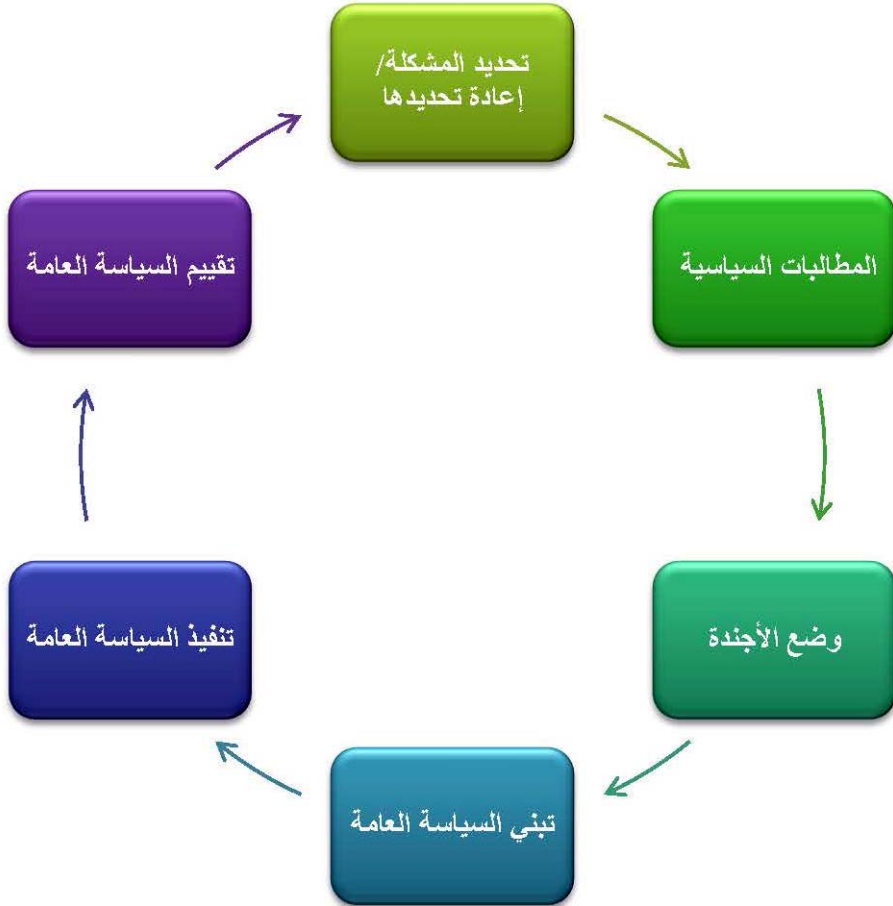 تحديد المشكلة/
إعادة تحديدها
المطالبات السياسية
وضع الأجندة
تبني السياسة العامة
تنفيذ السياسة العامة
تقييم السياسة العامة